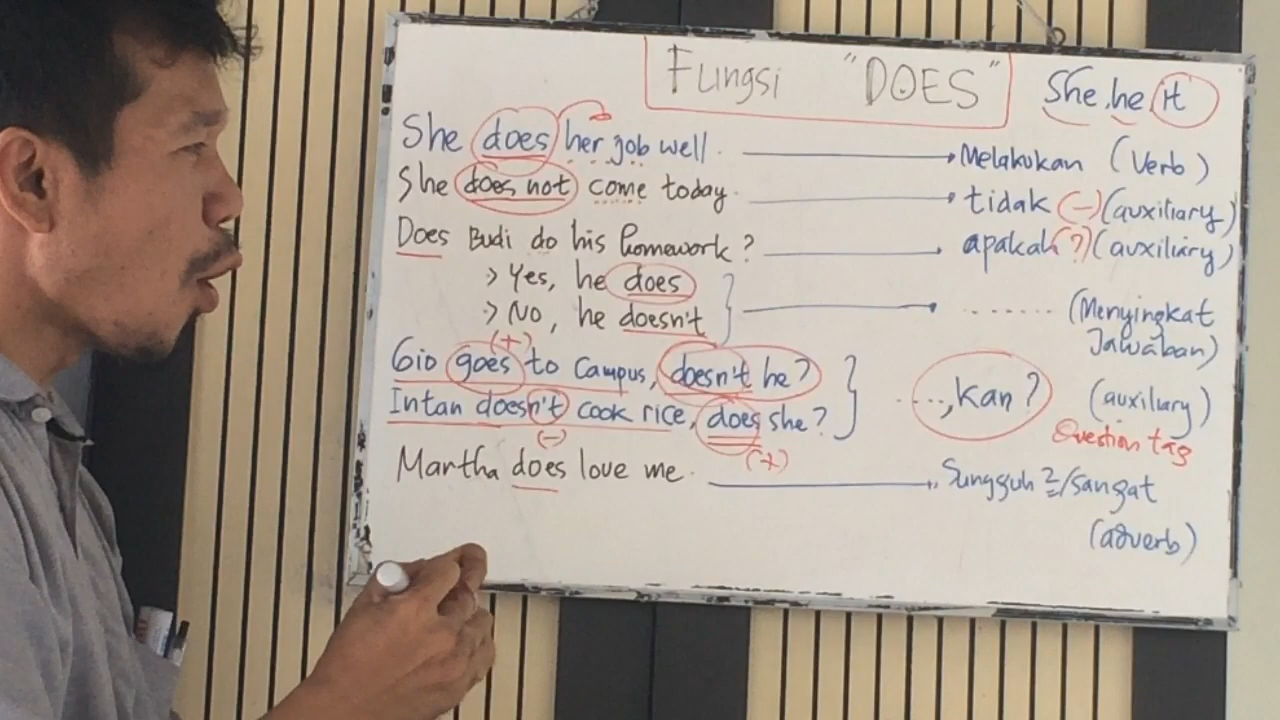 Fungsi "DOES"
She, he, it
She does her job well. Melakukan (Verb)
She does not come today. tidak (-) (auxiliary)
Does Budi do his homework? apakah (?) (auxiliary)
> Yes, he does
> No, he doesn't ....... (Menyingkat Jawaban)
(+)
Gio goes to campus, doesn't he?
....., kan? (auxiliary)
Intan doesn't cook rice, does she?
Question tag
(-) (+)
Martha does love me. Sungguh2/sangat
(adverb)